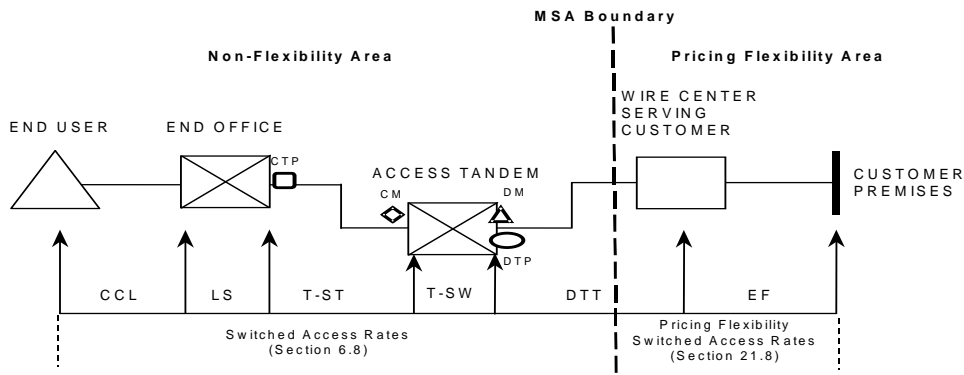 MSA Boundary
Non-Flexibility Area
Pricing Flexibility Area
WIRE CENTER
SERVING
CUSTOMER
END USER
END OFFICE
CTP
ACCESS TANDEM
CM
DM
CUSTOMER
PREMISES
DTP
CCL
LS
T-ST
T-SW
DTT
EF
Switched Access Rates
(Section 6.8)
Pricing Flexibility
Switched Access Rates
(Section 21.8)